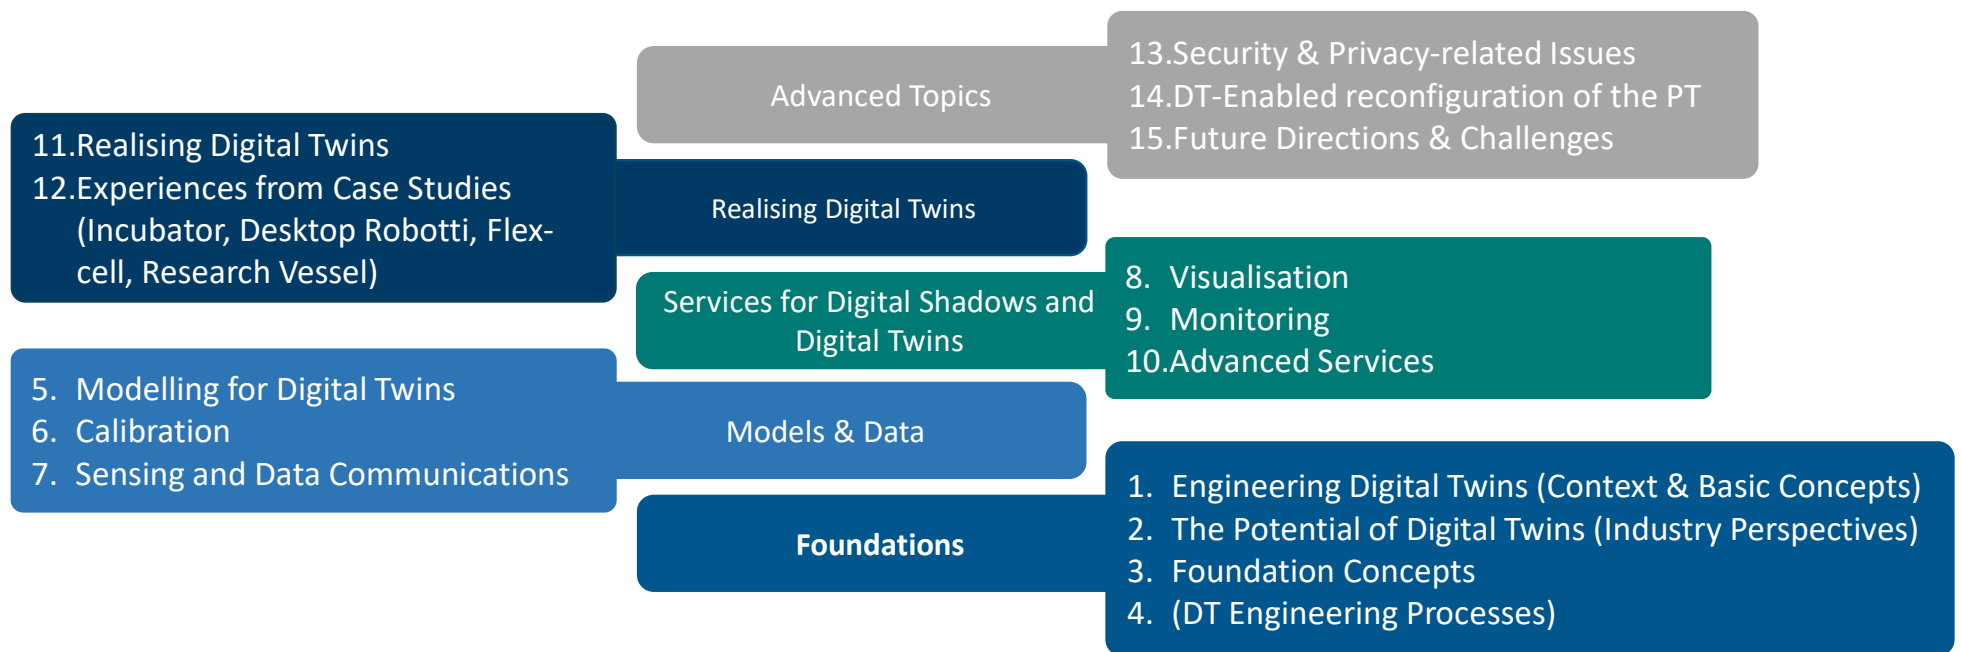 Advanced Topics
13.Security & Privacy-related Issues
14.DT-Enabled reconfiguration of the PT
15.Future Directions & Challenges
11.Realising Digital Twins
12.Experiences from Case Studies
(Incubator, Desktop Robotti, Flex-
cell, Research Vessel)
Realising Digital Twins
Services for Digital Shadows and
Digital Twins
8. Visualisation
9. Monitoring
10.Advanced Services
5. Modelling for Digital Twins
6. Calibration
7. Sensing and Data Communications
Models & Data
Foundations
1. Engineering Digital Twins (Context & Basic Concepts)
2. The Potential of Digital Twins (Industry Perspectives)
3. Foundation Concepts
4. (DT Engineering Processes)